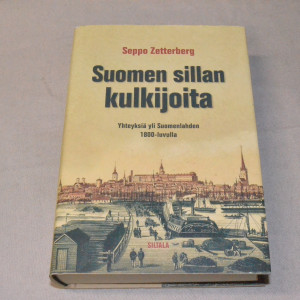 Seppo Zetterberg
Suomen sillan
kulkijoita
Yhteyksiä yli Suomenlahden
1800-luvulla
SILTALA